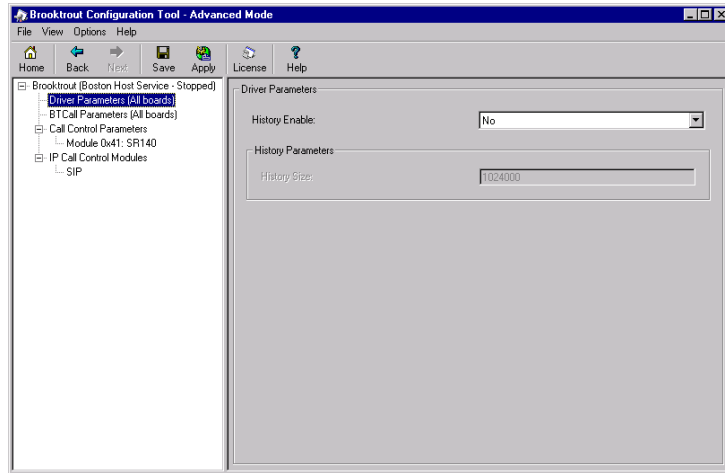 Brooktrout Configuration Tool - Advanced Mode
File View Options Help
Home Back Next Save Apply License Help
Brooktrout (Boston Host Service - Stopped)
Driver Parameters (All boards)
BTCall Parameters (All boards)
Call Control Parameters
Module 0x41: SR140
IP Call Control Modules
SIP
Driver Parameters
History Enable: No
History Parameters
History Size: 1024000